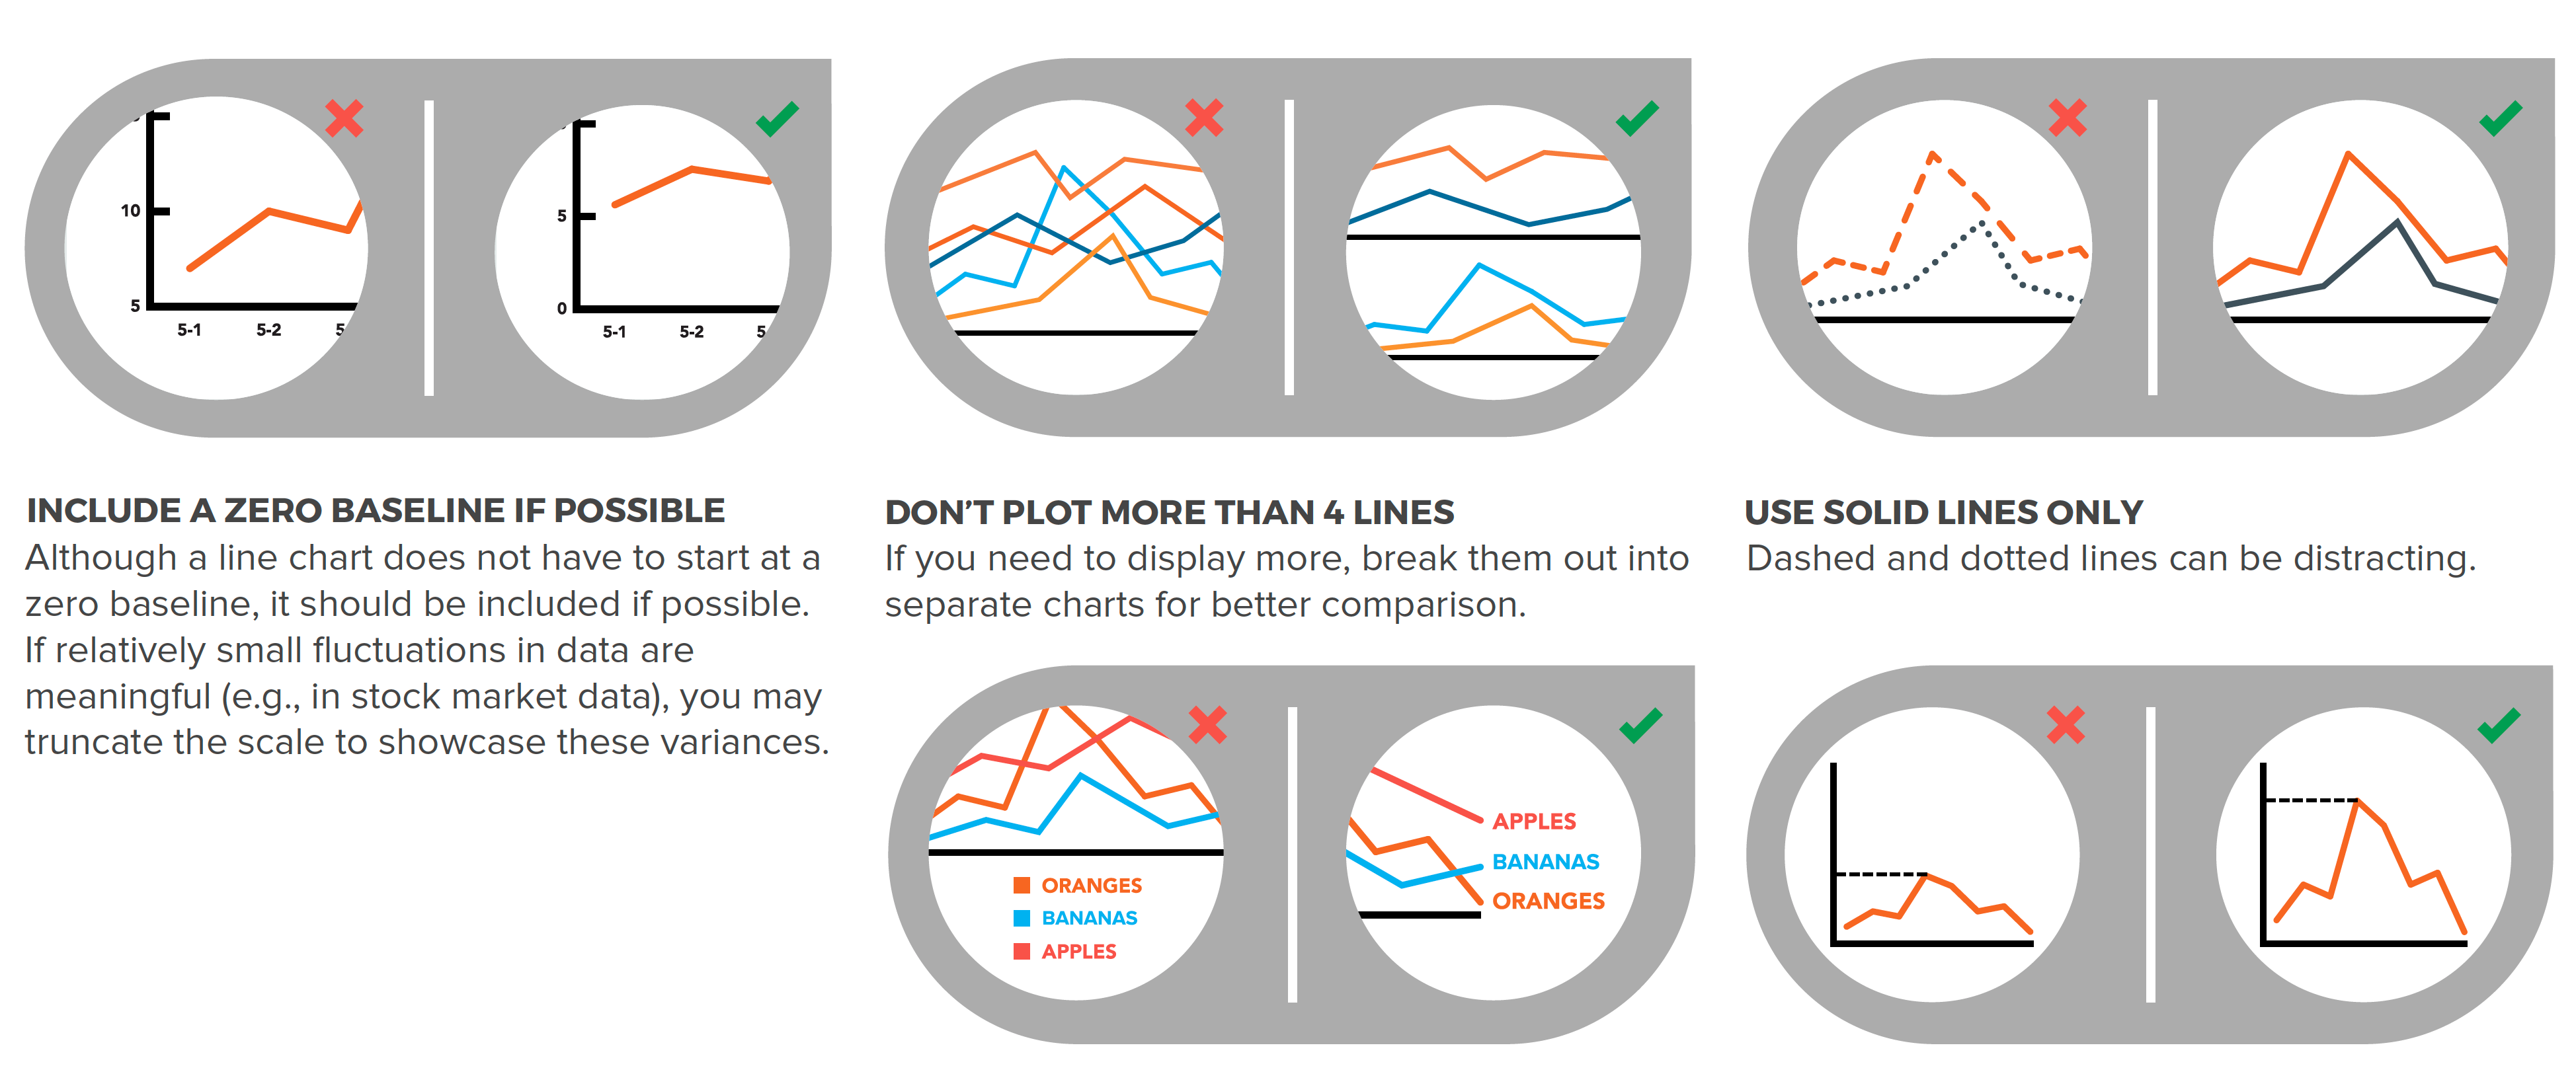 10
5
5-1
5-2
5
5
0
5-1
5-2
5
INCLUDE A ZERO BASELINE IF POSSIBLE
Although a line chart does not have to start at a
zero baseline, it should be included if possible.
If relatively small fluctuations in data are
meaningful (e.g., in stock market data), you may
truncate the scale to showcase these variances.
DON’T PLOT MORE THAN 4 LINES
If you need to display more, break them out into
separate charts for better comparison.
USE SOLID LINES ONLY
Dashed and dotted lines can be distracting.
ORANGES
BANANAS
APPLES
APPLES
BANANAS
ORANGES